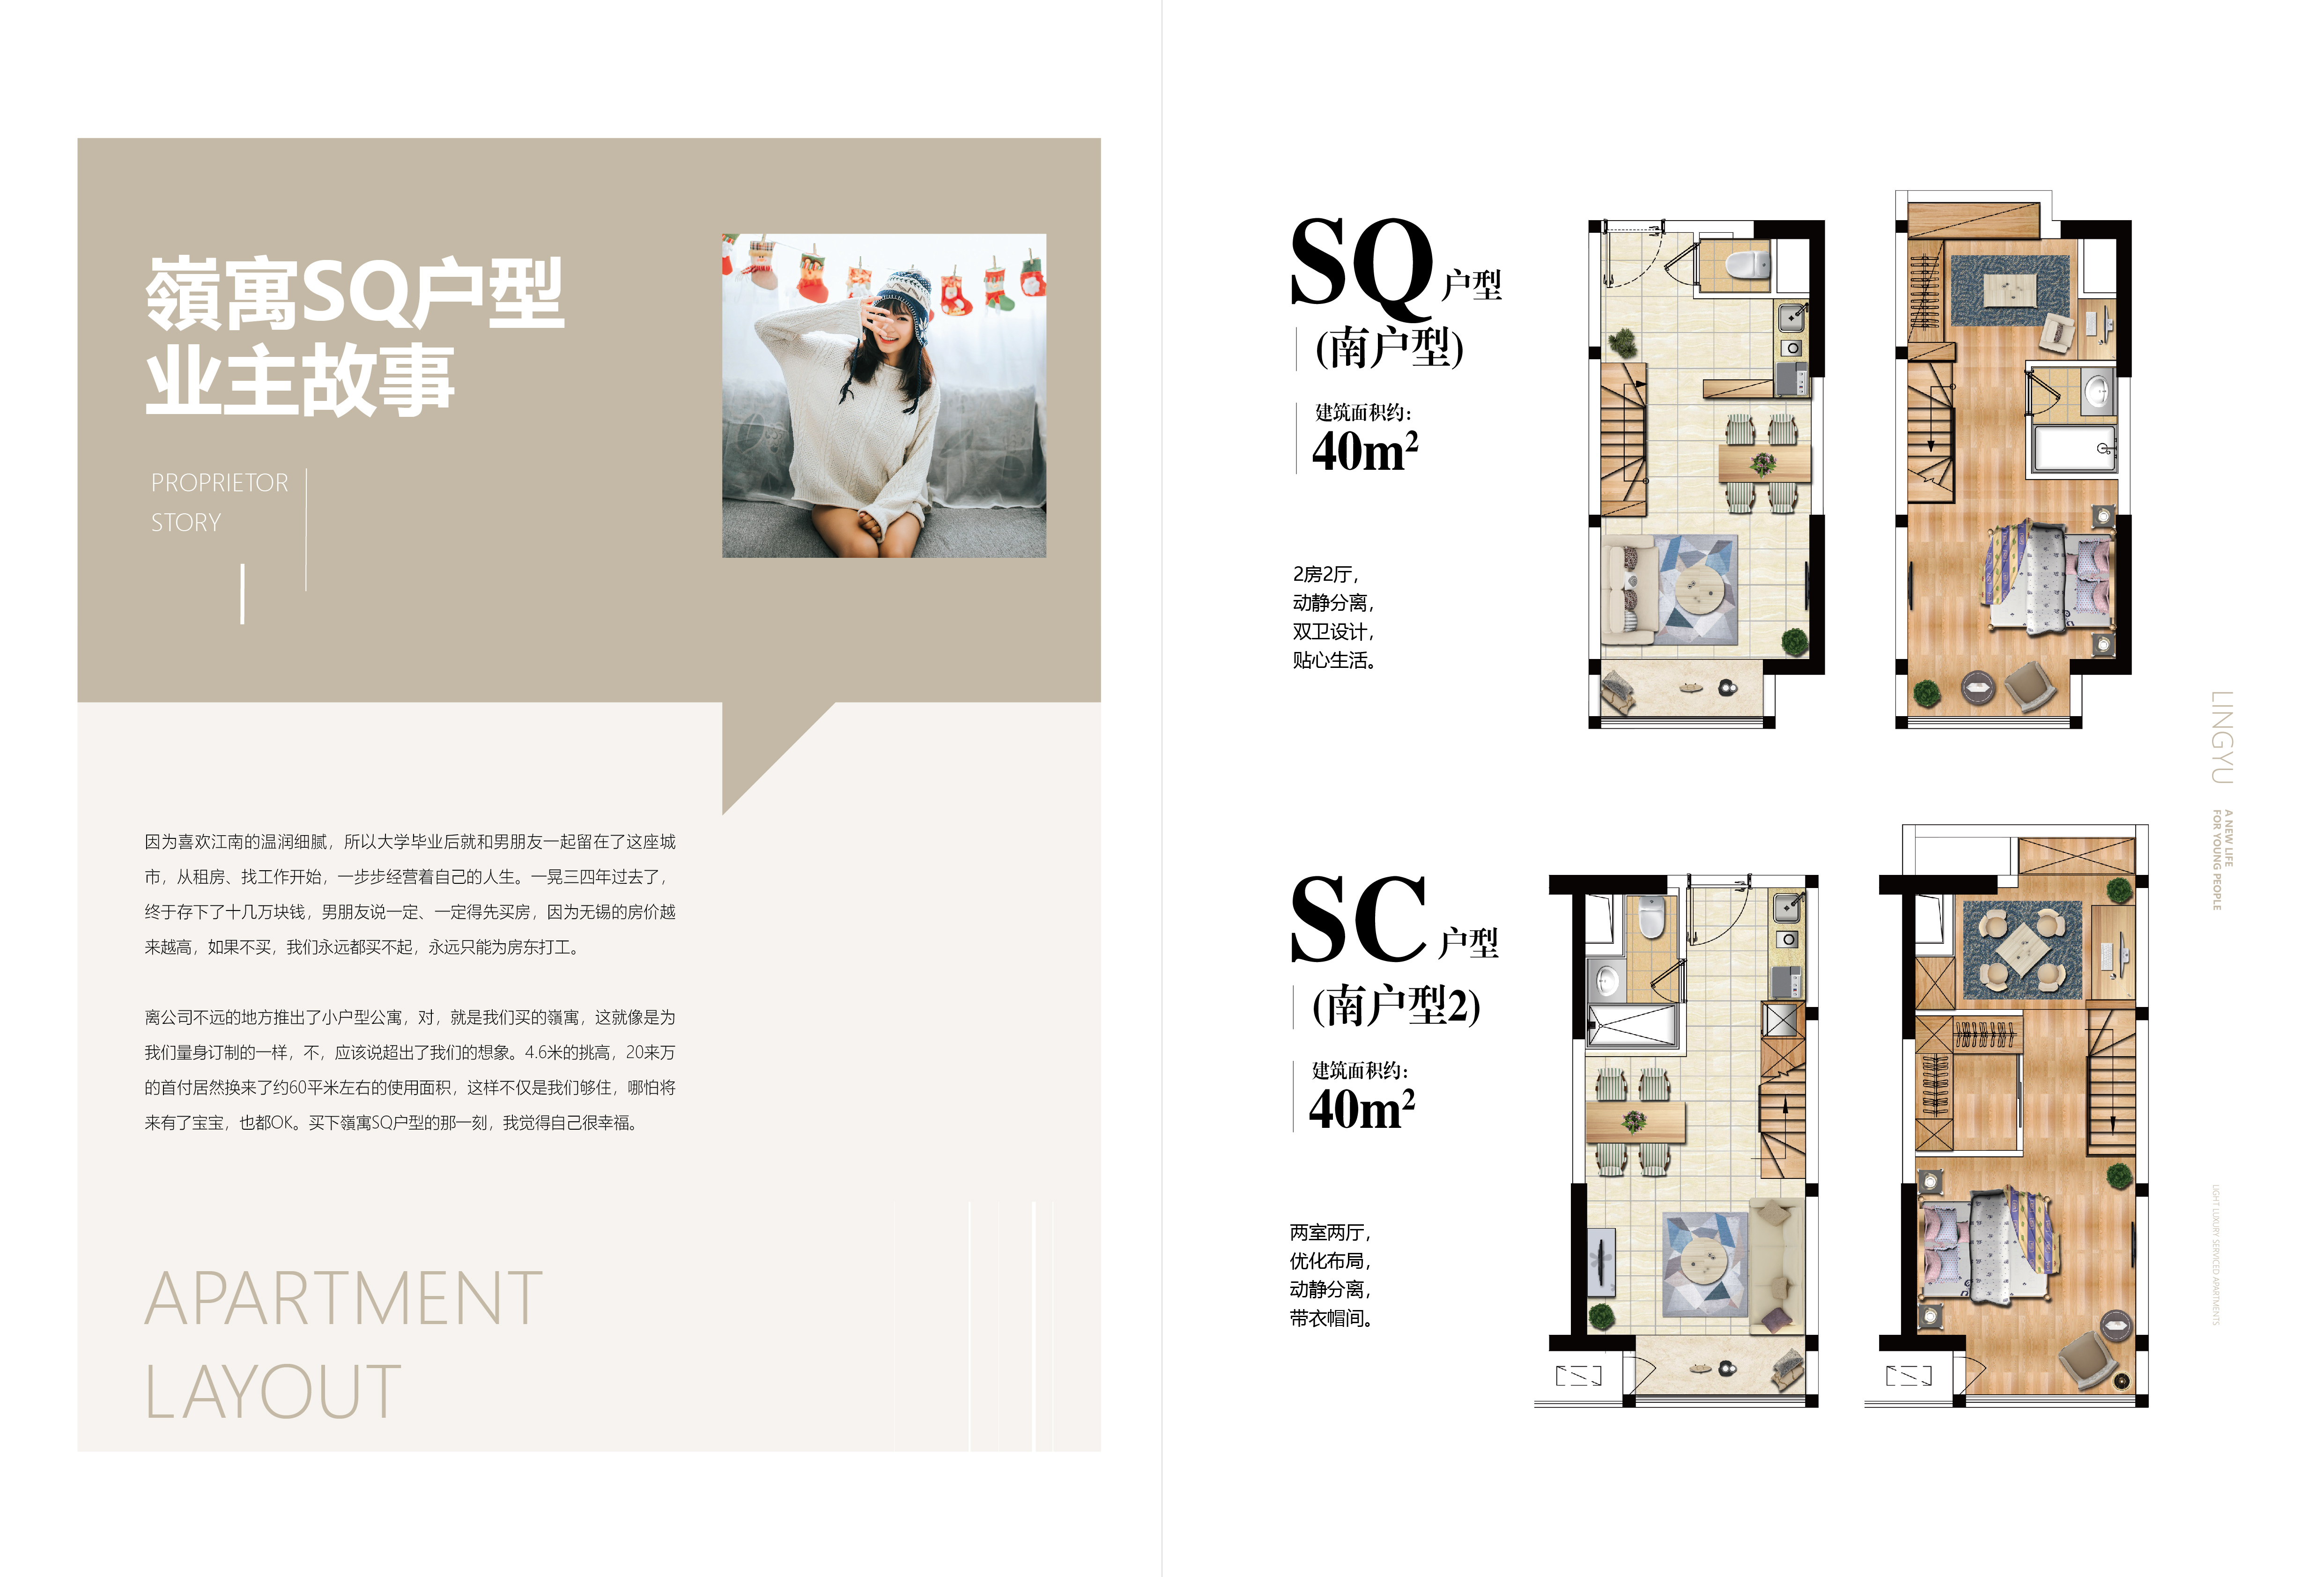 嶺寓SQ户型
业主故事
PROPRIETOR
STORY
因为喜欢江南的温润细腻，所以大学毕业后就和男朋友一起留在了这座城
市，从租房、找工作开始，一步步经营着自己的人生。一晃三四年过去了，
终于存下了十几万块钱，男朋友说一定、一定得先买房，因为无锡的房价越
来越高，如果不买，我们永远都买不起，永远只能为房东打工。
离公司不远的地方推出了小户型公寓，对，就是我们买的嶺寓，这就像是为
我们量身订制的一样，不，应该说超出了我们的想象。4.6米的挑高，20来万
的首付居然换来了约60平米左右的使用面积，这样不仅是我们够住，哪怕将
来有了宝宝，也都OK。买下嶺寓SQ户型的那一刻，我觉得自己很幸福。
APARTMENT
LAYOUT
SQ户型
(南户型)
建筑面积约：
40m²
2房2厅，
动静分离，
双卫设计，
贴心生活。
SC户型
(南户型2)
建筑面积约：
40m²
两室两厅，
优化布局，
动静分离，
带衣帽间。
LINGYU
A NEW LIFE
FOR YOUNG PEOPLE
LIGHT LUXURY SERVICED APARTMENTS